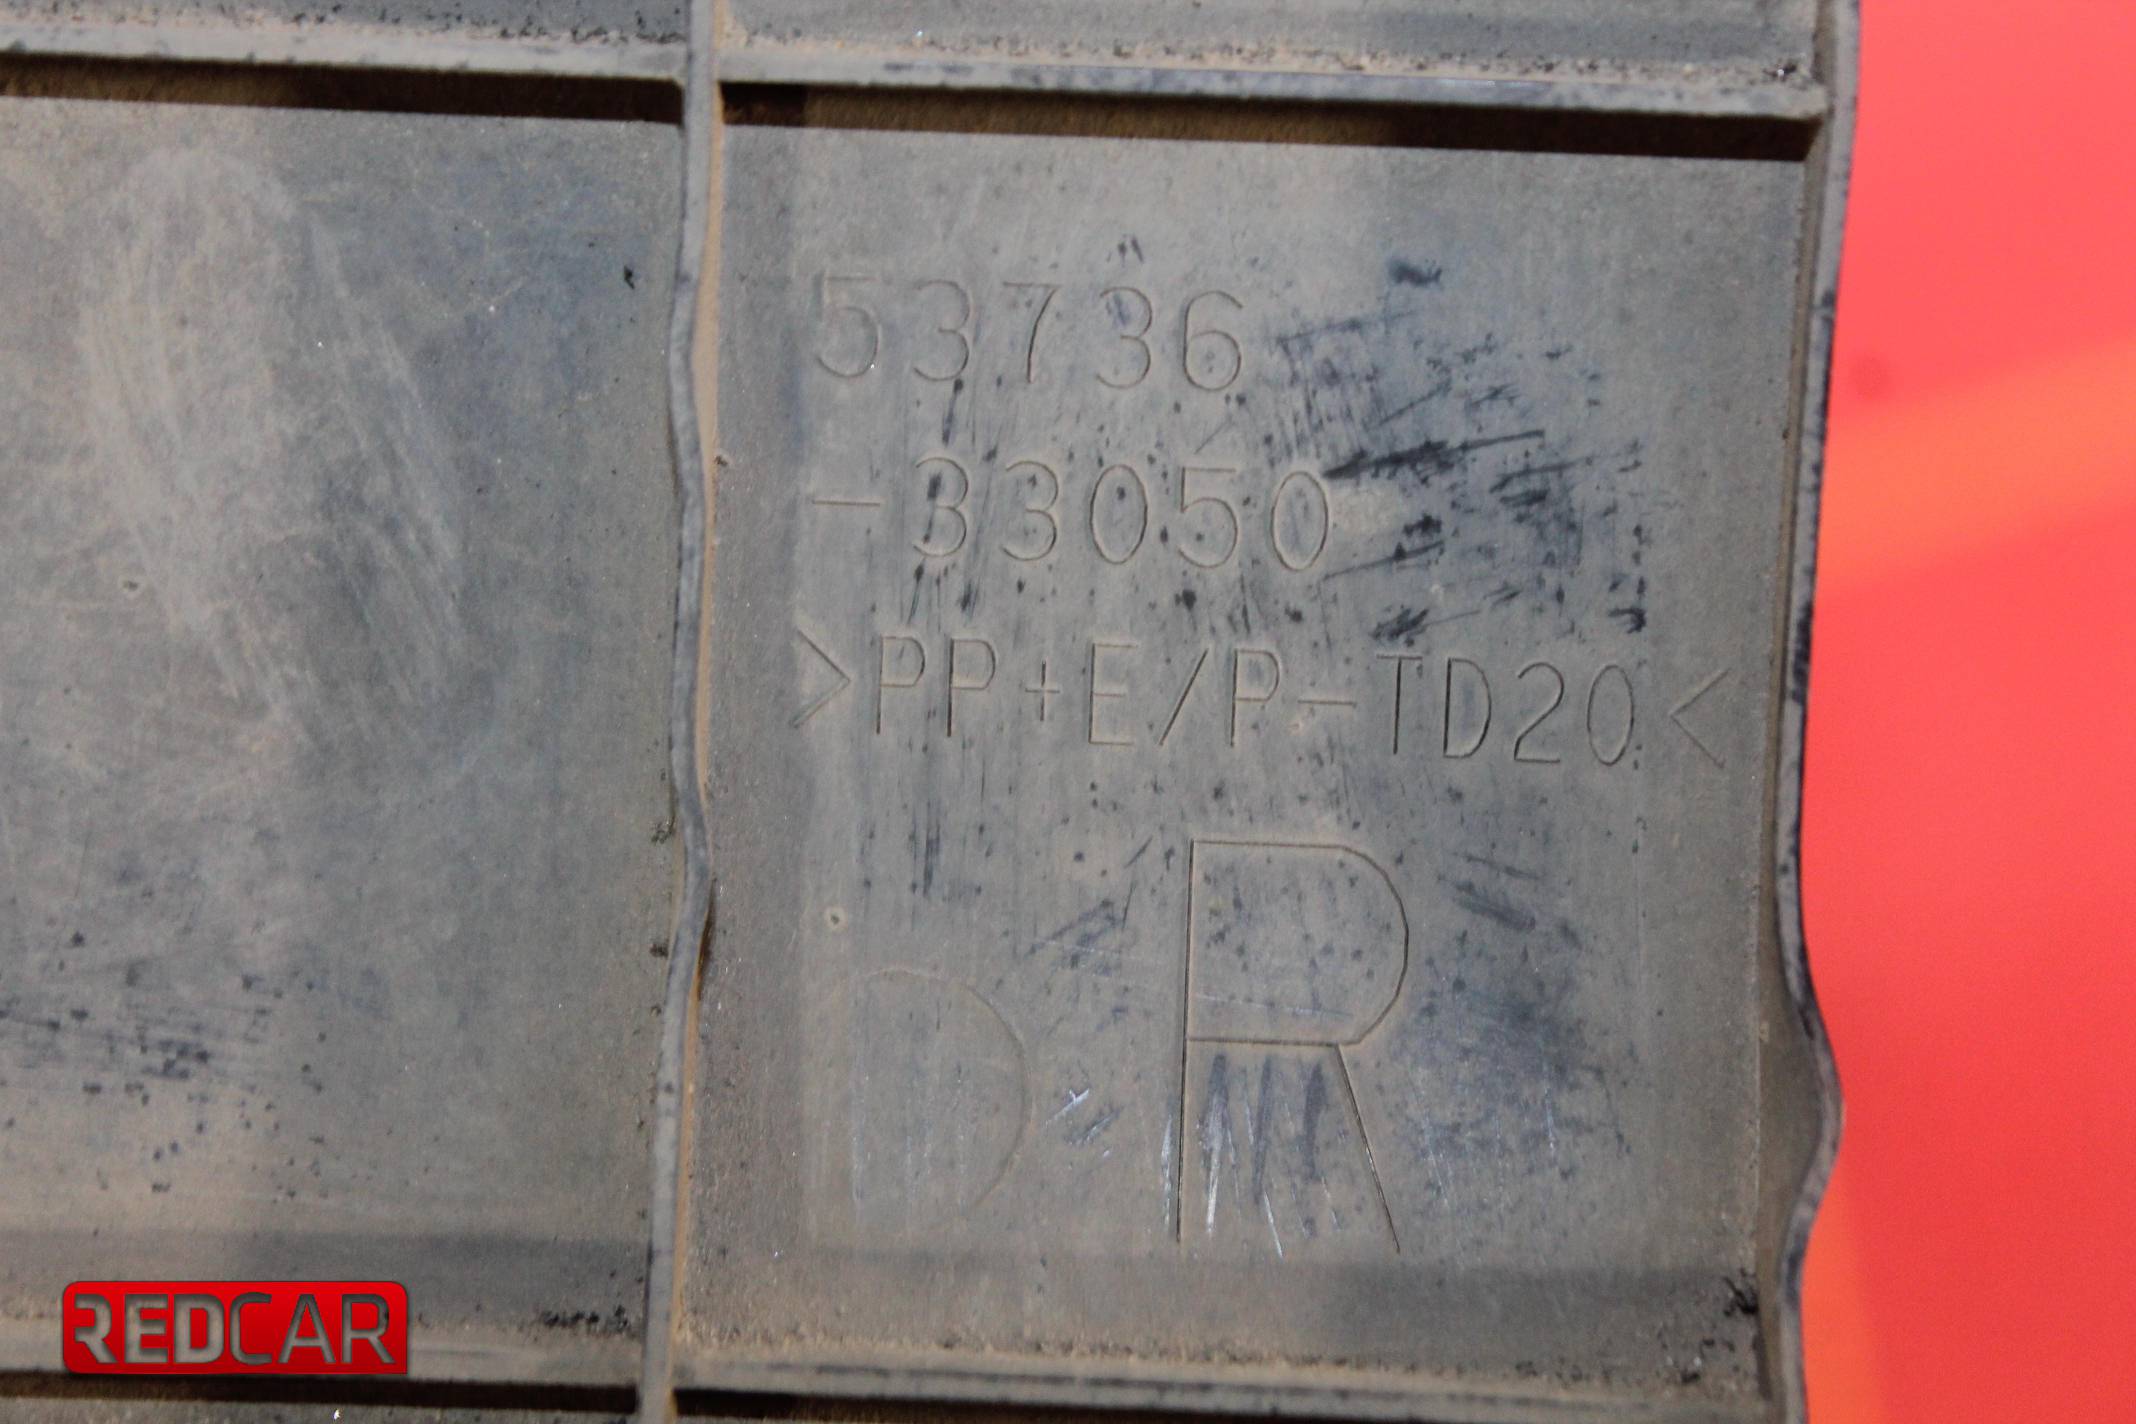 53736
-33050
>PP+E/P-TD20<
R
REDCAR